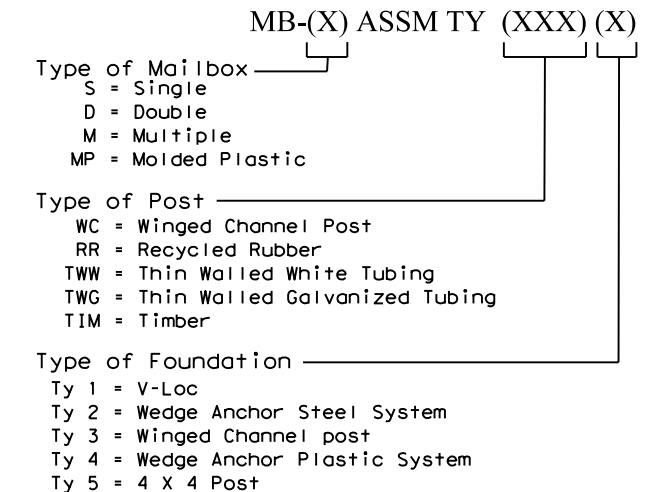 MB-(X) ASSM TY (XXX) (X)
Type of Mailbox
S = Single
D = Double
M = Multiple
MP = Molded Plastic
Type of Post
WC = Winged Channel Post
RR = Recycled Rubber
TWW = Thin Walled White Tubing
TWG = Thin Walled Galvanized Tubing
TIM = Timber
Type of Foundation
Ty 1 = V-Loc
Ty 2 = Wedge Anchor Steel System
Ty 3 = Winged Channel post
Ty 4 = Wedge Anchor Plastic System
Ty 5 = 4 X 4 Post